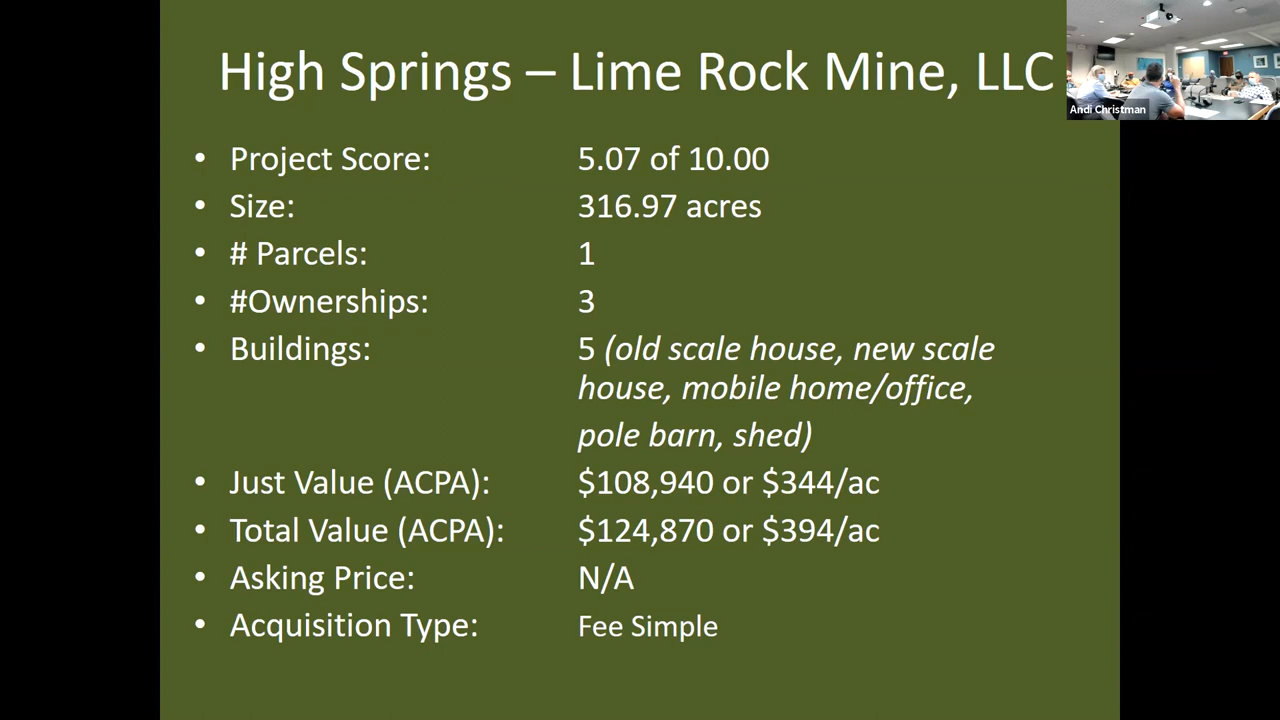 High Springs – Lime Rock Mine, LLC
Andi Christman
• Project Score: 5.07 of 10.00
• Size: 316.97 acres
• # Parcels: 1
• #Ownerships: 3
• Buildings: 5 (old scale house, new scale
house, mobile home/office,
pole barn, shed)
• Just Value (ACPA): $108,940 or $344/ac
• Total Value (ACPA): $124,870 or $394/ac
• Asking Price: N/A
• Acquisition Type: Fee Simple